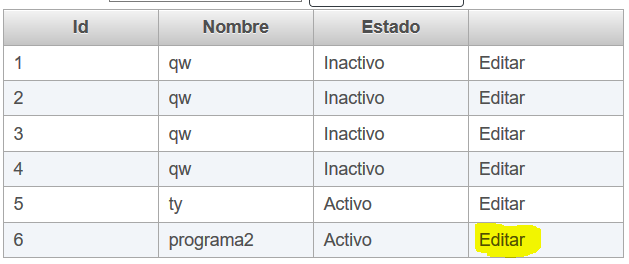 Id Nombre Estado
1 qw Inactivo Editar
2 qw Inactivo Editar
3 qw Inactivo Editar
4 qw Inactivo Editar
5 ty Activo Editar
6 programa2 Activo Editar